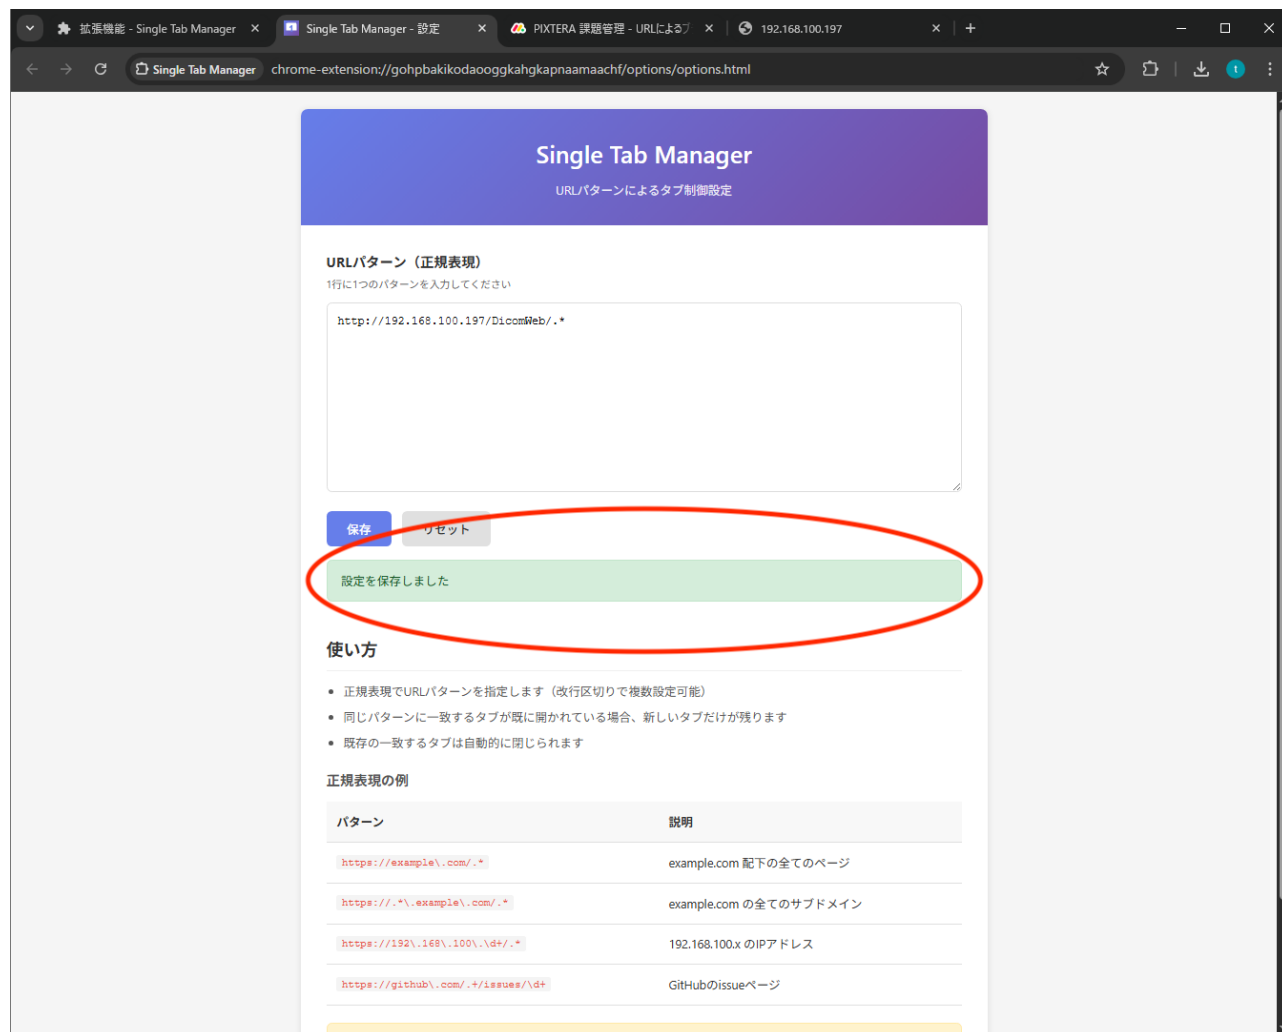 拡張機能 - Single Tab Manager
Single Tab Manager - 設定
PIXTERA 課題管理 - URLによるブ
192.168.100.197
Single Tab Manager
chrome-extension://gohpbakikodaooggkahgkapnaamaachf/options/options.html
t
Single Tab Manager
URLパターンによるタブ制御設定
URLパターン（正規表現）
1行に1つのパターンを入力してください
http://192.168.100.197/DicomWeb/.*
保存
リセット
設定を保存しました
使い方
• 正規表現でURLパターンを指定します（改行区切りで複数設定可能）
• 同じパターンに一致するタブが既に開かれている場合、新しいタブだけが残ります
• 既存の一致するタブは自動的に閉じられます
正規表現の例
パターン 説明
https://example\.com/.* example.com 配下の全てのページ
https://.*\.example\.com/.* example.com の全てのサブドメイン
https://192\.168\.100\.\d+/.* 192.168.100.x のIPアドレス
https://github\.com/.+/issues/\d+ GitHubのissueページ